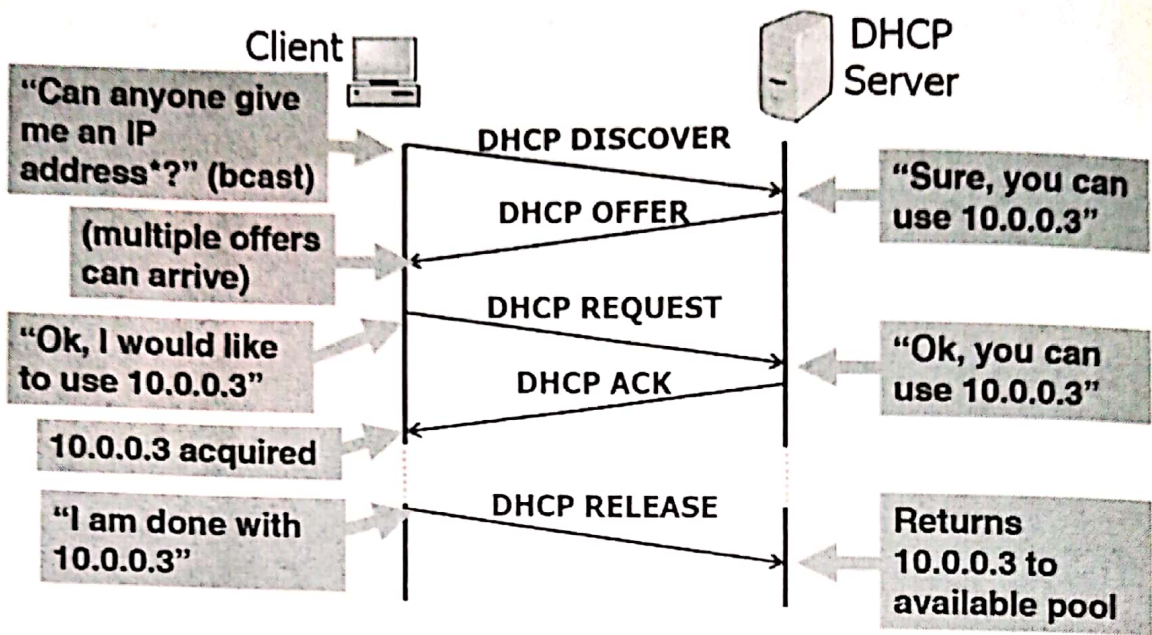 Client
DHCP
Server
“Can anyone give
me an IP
address*?” (bcast)
DHCP DISCOVER
“Sure, you can
use 10.0.0.3”
DHCP OFFER
(multiple offers
can arrive)
DHCP REQUEST
“Ok, I would like
to use 10.0.0.3”
“Ok, you can
use 10.0.0.3”
DHCP ACK
10.0.0.3 acquired
DHCP RELEASE
“I am done with
10.0.0.3”
Returns
10.0.0.3 to
available pool